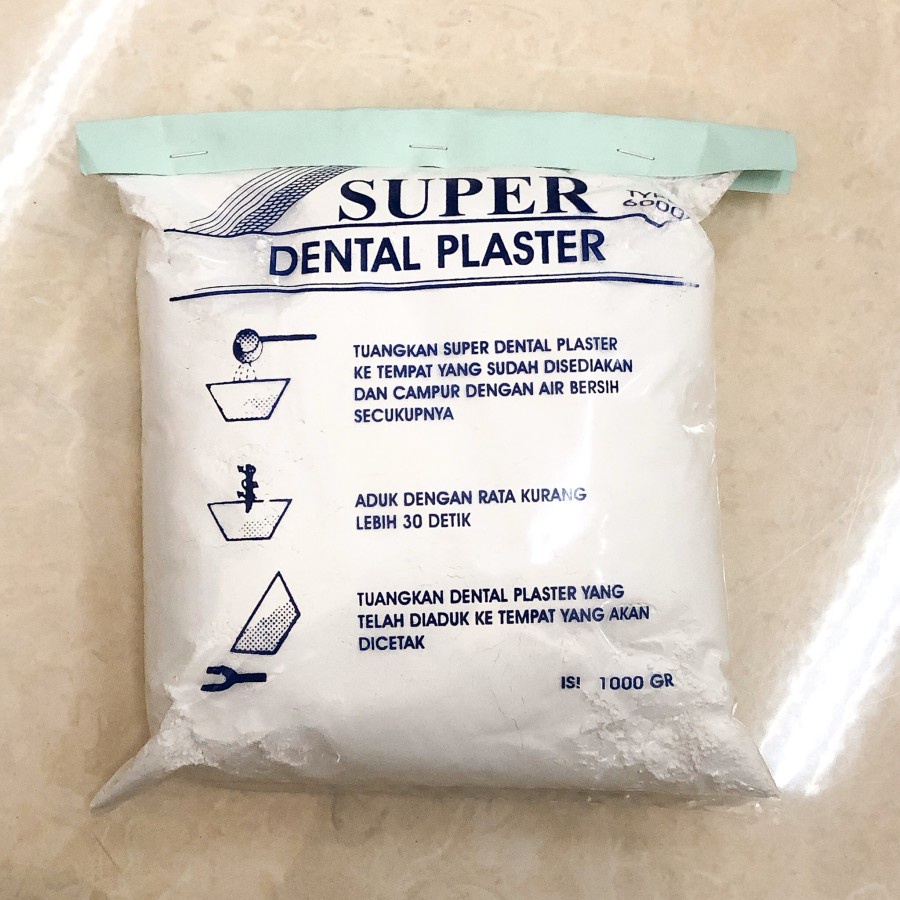 SUPER
6000
DENTAL PLASTER
TUANGKAN SUPER DENTAL PLASTER
KE TEMPAT YANG SUDAH DISEDIAKAN
DAN CAMPUR DENGAN AIR BERSIH
SECUKUPNYA
ADUK DENGAN RATA KURANG
LEBIH 30 DETIK
TUANGKAN DENTAL PLASTER YANG
TELAH DIADUK KE TEMPAT YANG AKAN
DICETAK
ISI 1000 GR